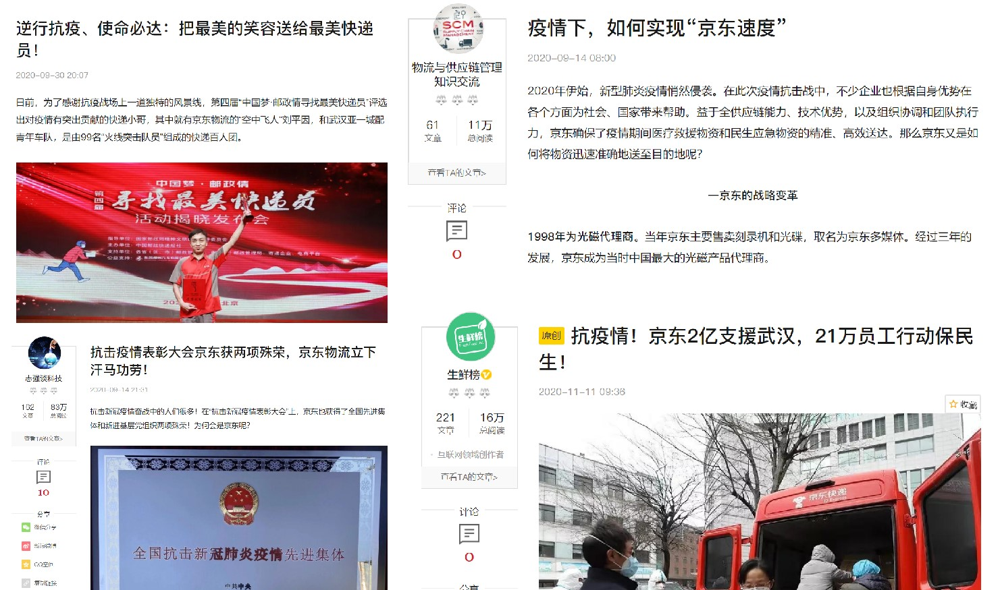 逆行抗疫、使命必达：把最美的笑容送给最美快递
员！
2020-09-30 20:07
日前，为了感谢抗疫战场上一道独特的风景线，第四届“中国梦·邮政情寻找最美快递员”评选
出对疫情有突出贡献的快递小哥，其中就有京东物流的“空中飞人”刘平因，和武汉亚一城配
青年车队，是由99名“火线突击队员”组成的快递百人团。
中国梦·邮政情
第四届
寻找最美快递员
活动揭晓发布会
北京
志强谈科技
162 83万
文章 总阅读
查看TA的文章>
评论
10
分享
微信分享
新浪微博
QQ空间
复制链接
抗击疫情表彰大会京东获两项殊荣，京东物流立下
汗马功劳！
2020-09-14 21:31
抗击新冠疫情奋战中的人们很多！在“抗击新冠疫情表彰大会”上，京东也获得了全国先进集
体和新进基层党组织两项殊荣！为何会是京东呢？
全国抗击新冠肺炎疫情先进集体
中共中央
SCM
SUPPLY CHAIN
MANAGEMENT
物流与供应链管理
知识交流
61 11万
文章 总阅读
查看TA的文章>
评论
0
疫情下，如何实现“京东速度”
2020-09-14 08:00
2020年伊始，新型肺炎疫情悄然侵袭。在此次疫情抗击战中，不少企业也根据自身优势在
各个方面为社会、国家带来帮助。益于全供应链能力、技术优势，以及组织协调和团队执行
力，京东确保了疫情期间医疗救援物资和民生应急物资的精准、高效送达。那么京东又是如
何将物资迅速准确地送至目的地呢？
一京东的战略变革
1998年为光磁代理商。当年京东主要售卖刻录机和光碟，取名为京东多媒体。经过三年的
发展，京东成为当时中国最大的光磁产品代理商。
生鲜榜
生鲜榜
221 16万
文章 总阅读
· 互联网领域创作者
查看TA的文章>
评论
0
分享
原创 抗疫情！京东2亿支援武汉，21万员工行动保民
生！
2020-11-11 09:36
收藏
京东快递